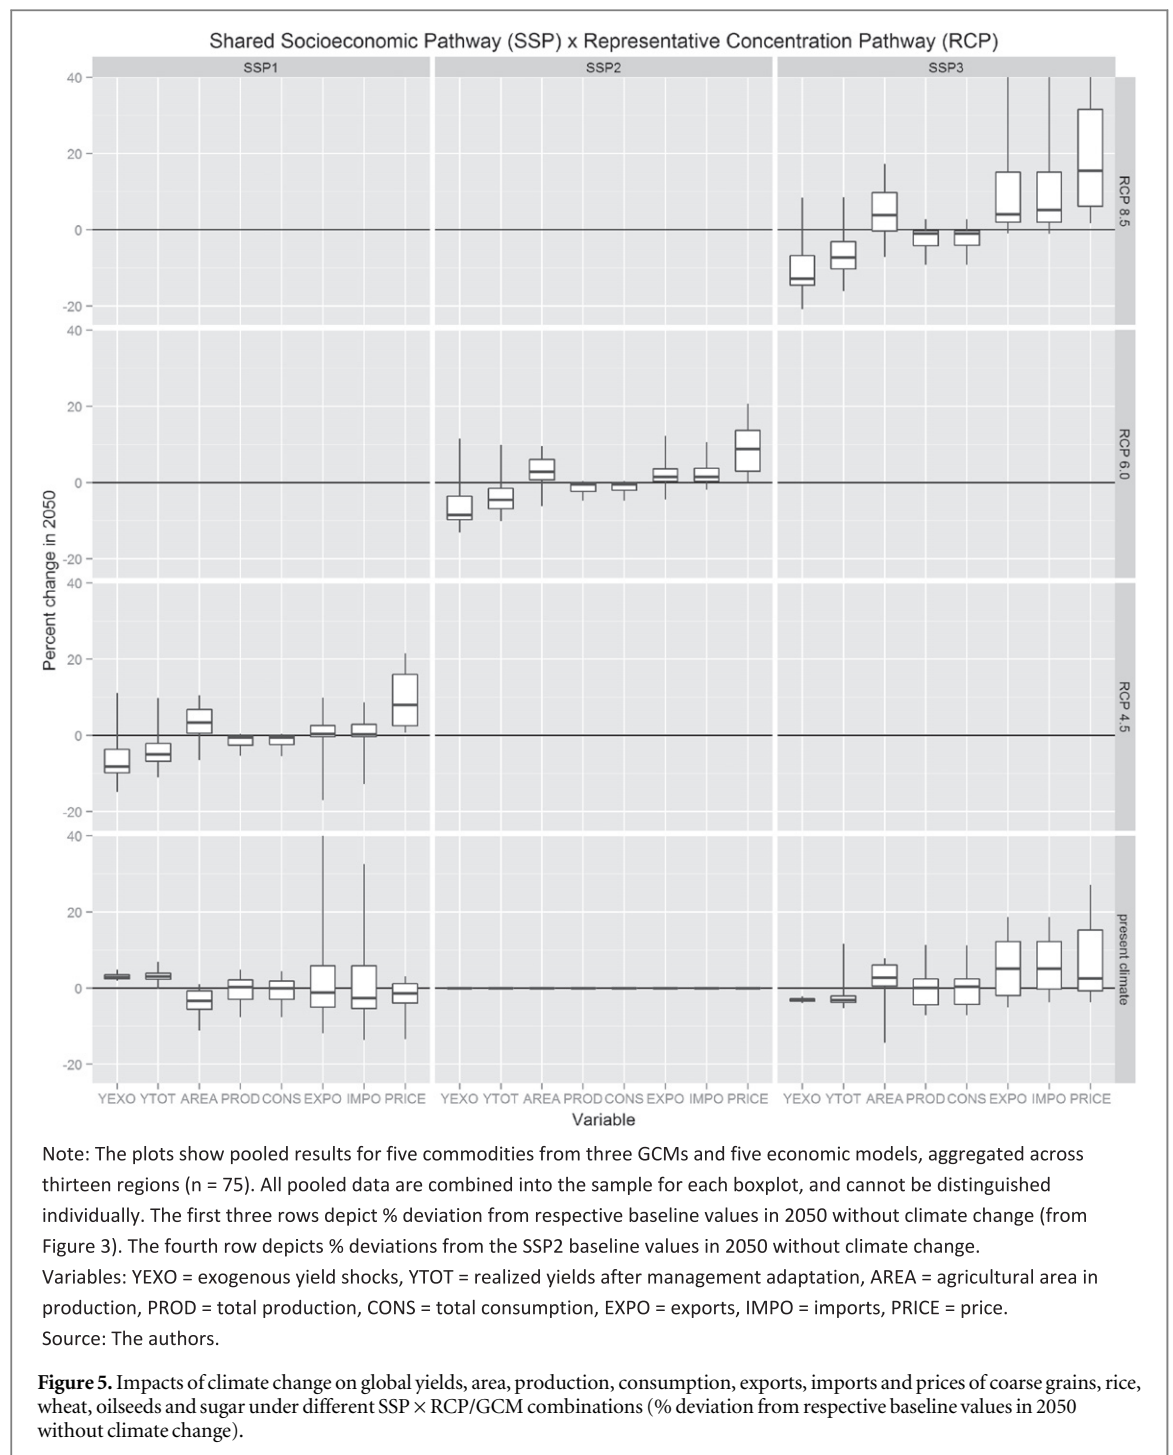 Shared Socioeconomic Pathway (SSP) x Representative Concentration Pathway (RCP)
SSP1 SSP2 SSP3
40
20
0
-20
RCP 8.5
40
20
0
-20
RCP 6.0
40
20
0
-20
RCP 4.5
40
20
0
-20
present climate
Percent change in 2050
YEXO YTOT AREA PROD CONS EXPO IMPO PRICE YEXO YTOT AREA PROD CONS EXPO IMPO PRICE YEXO YTOT AREA PROD CONS EXPO IMPO PRICE
Variable
Note: The plots show pooled results for five commodities from three GCMs and five economic models, aggregated across
thirteen regions (n = 75). All pooled data are combined into the sample for each boxplot, and cannot be distinguished
individually. The first three rows depict % deviation from respective baseline values in 2050 without climate change (from
Figure 3). The fourth row depicts % deviations from the SSP2 baseline values in 2050 without climate change.
Variables: YEXO = exogenous yield shocks, YTOT = realized yields after management adaptation, AREA = agricultural area in
production, PROD = total production, CONS = total consumption, EXPO = exports, IMPO = imports, PRICE = price.
Source: The authors.
Figure 5. Impacts of climate change on global yields, area, production, consumption, exports, imports and prices of coarse grains, rice,
wheat, oilseeds and sugar under different SSP × RCP/GCM combinations (% deviation from respective baseline values in 2050
without climate change).